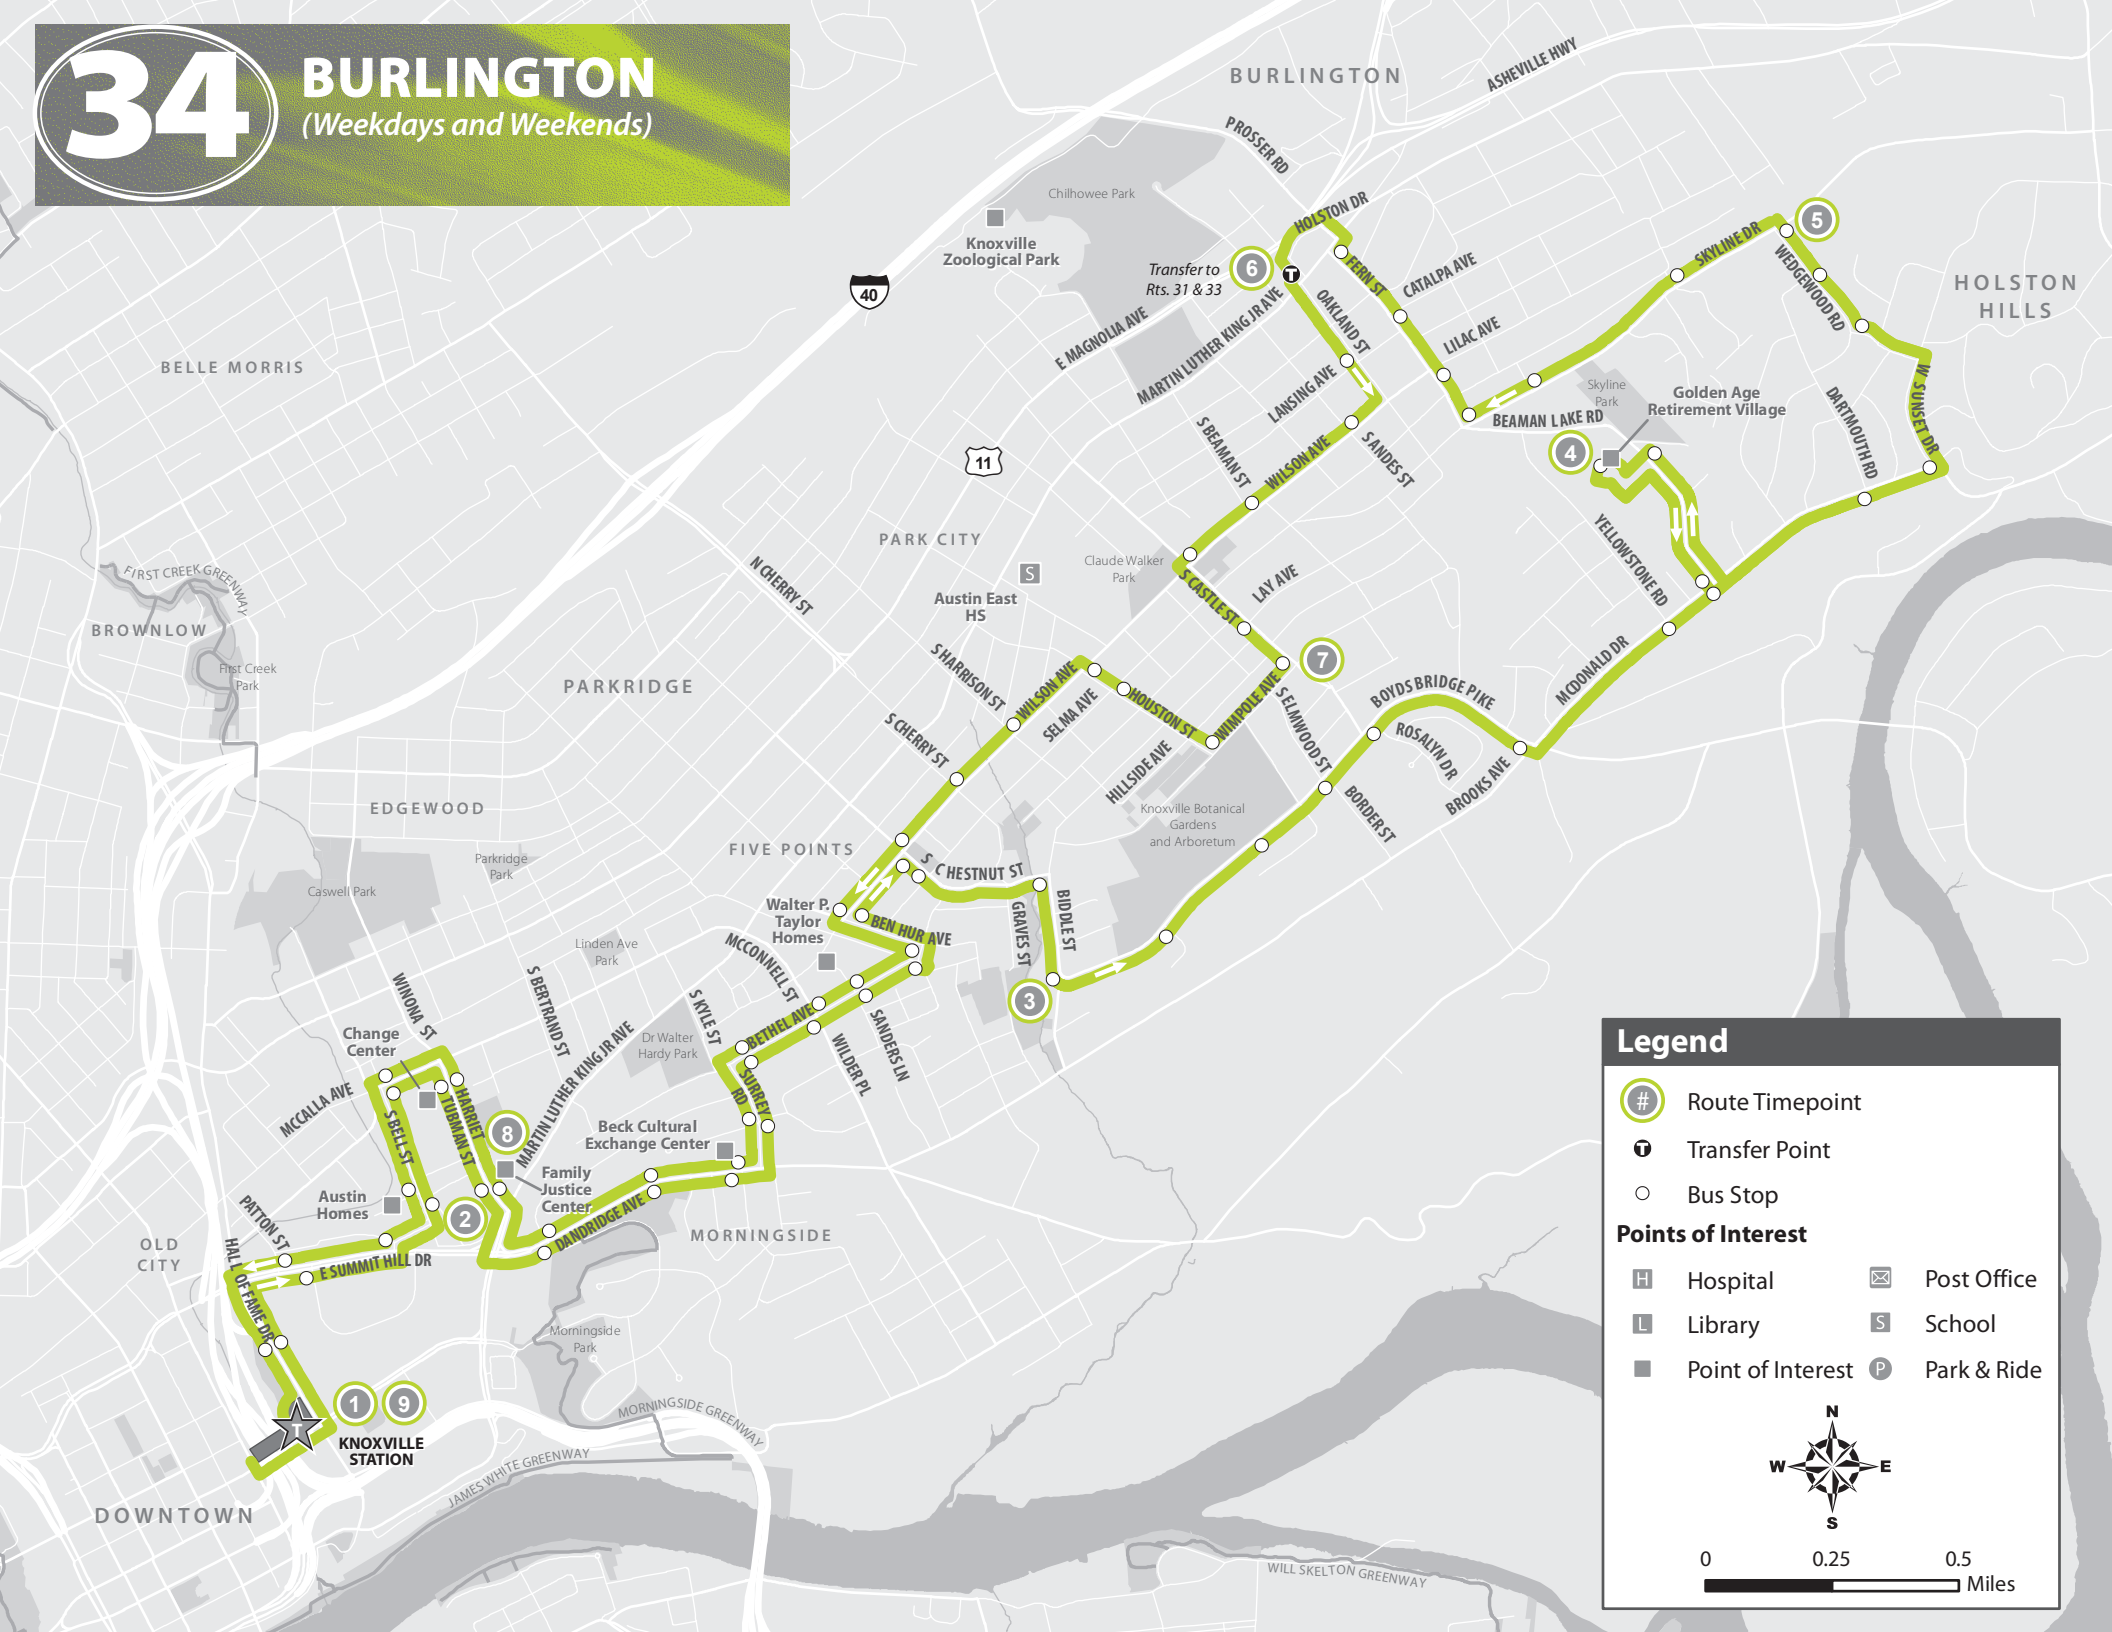 34
BURLINGTON
(Weekdays and Weekends)
BURLINGTON
ASHEVILLE HWY
PROSSER RD
Chilhowee Park
Knoxville
Zoological Park
HOLSTON DR
5
SKYLINE DR
WEDGEWOOD RD
HOLSTON
HILLS
Transfer to
Rts. 31 & 33
6
T
FERN ST
CATALPA AVE
40
E MAGNOLIA AVE
MARTIN LUTHER KING JR AVE
OAKLAND ST
LILAC AVE
BELLE MORRIS
LANSING AVE
Skyline
Park
Golden Age
Retirement Village
W S SUNSET DR
DARTMOUTH RD
BEAMAN LAKE RD
S BEAMAN ST
WILSON AVE
SANDES ST
4
11
PARK CITY
Claude Walker
Park
S
Austin East
HS
N CHERRY ST
YELLOWSTONE RD
FIRST CREEK GREENWAY
S CASTLE ST
LAY AVE
BROWNLOW
First Creek
Park
PARKRIDGE
S HARRISON ST
WILSON AVE
SELMA AVE
HOUSTON ST
WIMPOLE AVE
7
S ELMWOOD ST
BOYDS BRIDGE PIKE
MCDONALD DR
ROSALYN DR
BROOKS AVE
S CHERRY ST
HILLSIDE AVE
BORDER ST
EDGEWOOD
Knoxville Botanical
Gardens
and Arboretum
FIVE POINTS
Parkridge
Park
Caswell Park
S CHESTNUT ST
GRAVES ST
BIDDLE ST
Walter P.
Taylor
Homes
BEN HUR AVE
Linden Ave
Park
MCCONNELL ST
WINONA ST
S BERTRAND ST
3
S KYLE ST
BETHEL AVE
SANDERS LN
WILDER PL
Change
Center
Dr Walter
Hardy Park
MARTIN LUTHER KING JR AVE
MCCALLA AVE
S BELL ST
HARRIET
TUBMAN ST
SURREY
RD
8
Beck Cultural
Exchange Center
Family
Justice
Center
Austin
Homes
2
PATTON ST
DANDRIDGE AVE
MORNINGSIDE
OLD
CITY
HALL OF FAME DR
E SUMMIT HILL DR
Morningside
Park
1
9
T
KNOXVILLE
STATION
MORNINGSIDE GREENWAY
JAMES WHITE GREENWAY
DOWNTOWN
WILL SKELTON GREENWAY
Legend
# Route Timepoint
T Transfer Point
Bus Stop
Points of Interest
H Hospital
Post Office
L Library
S School
Point of Interest
P Park & Ride
N
W E
S
0 0.25 0.5
Miles